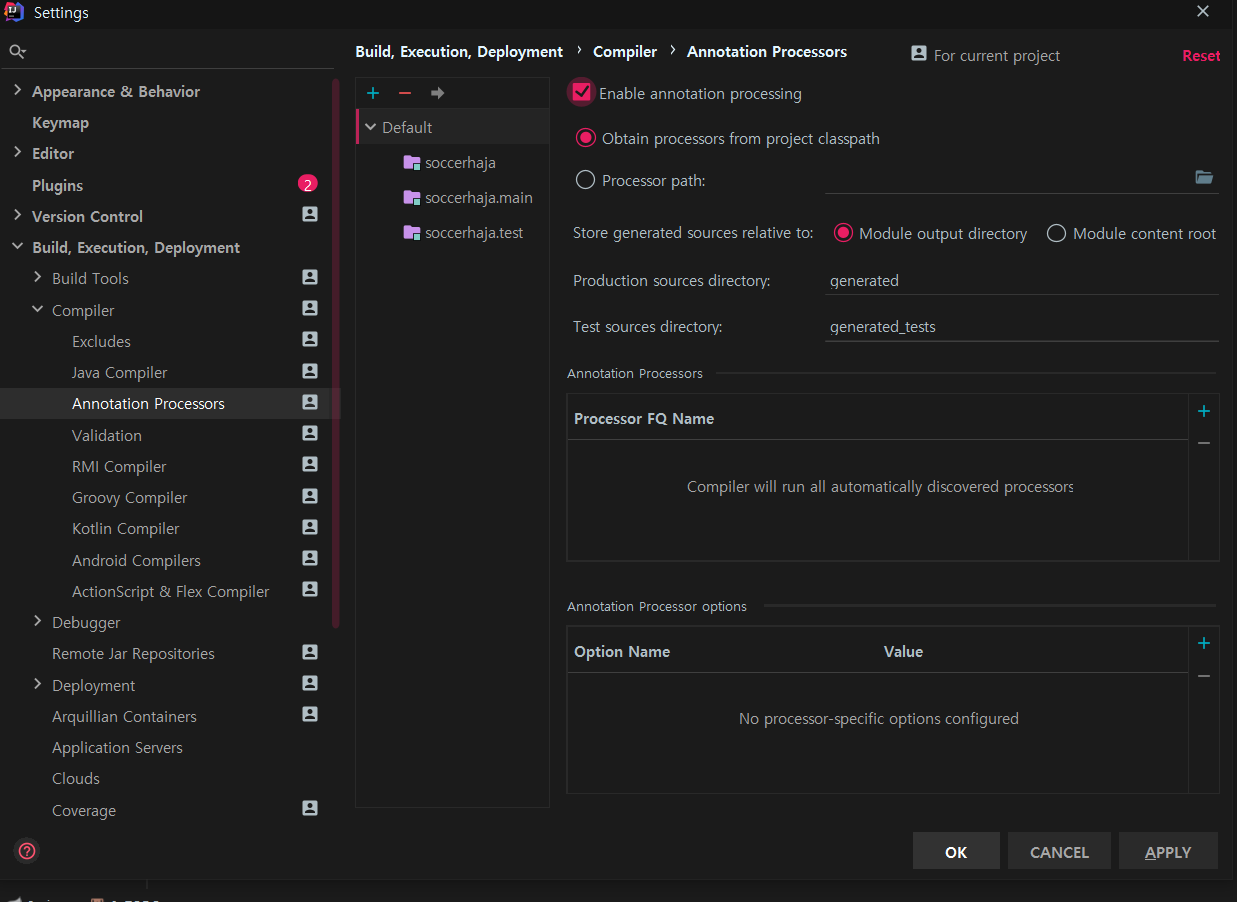 Settings
Build, Execution, Deployment › Compiler › Annotation Processors
For current project
Reset
Appearance & Behavior
Keymap
Editor
Plugins
2
Version Control
Build, Execution, Deployment
Build Tools
Compiler
Excludes
Java Compiler
Annotation Processors
Validation
RMI Compiler
Groovy Compiler
Kotlin Compiler
Android Compilers
ActionScript & Flex Compiler
Debugger
Remote Jar Repositories
Deployment
Arquillian Containers
Application Servers
Clouds
Coverage
Default
soccerhaja
soccerhaja.main
soccerhaja.test
Enable annotation processing
Obtain processors from project classpath
Processor path:
Store generated sources relative to: Module output directory Module content root
Production sources directory: generated
Test sources directory: generated_tests
Annotation Processors
Processor FQ Name
Compiler will run all automatically discovered processors
Annotation Processor options
Option Name Value
No processor-specific options configured
?
OK CANCEL APPLY